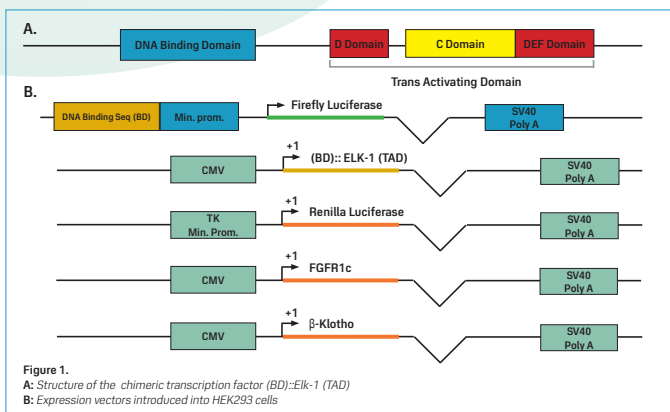 A.
DNA Binding Domain
D Domain
C Domain
DEF Domain
Trans Activating Domain
B.
DNA Binding Seq (BD)
Min. prom.
Firefly Luciferase
SV40
Poly A
CMV
+1
(BD):: ELK-1 (TAD)
SV40
Poly A
TK
Min. Prom.
+1
Renilla Luciferase
SV40
Poly A
CMV
+1
FGFR1c
SV40
Poly A
CMV
+1
β-Klotho
SV40
Poly A
Figure 1.
A: Structure of the chimeric transcription factor (BD)::Elk-1 (TAD)
B: Expression vectors introduced into HEK293 cells